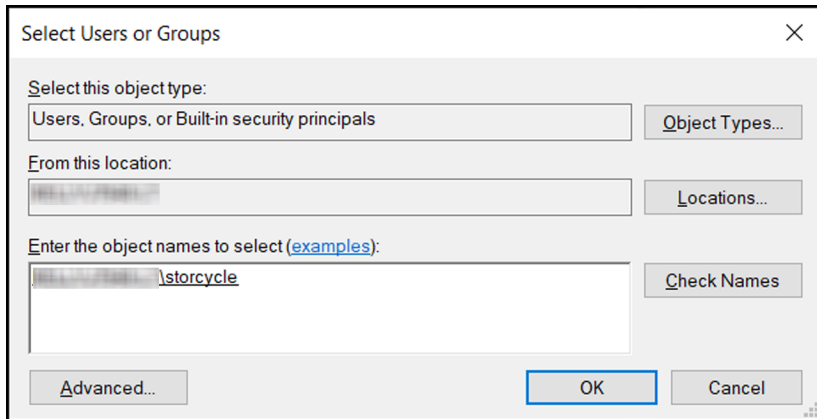 Select Users or Groups
Select this object type:
Users, Groups, or Built-in security principals
Object Types...
From this location:
Locations...
Enter the object names to select (examples):
\storcycle
Check Names
Advanced...
OK
Cancel